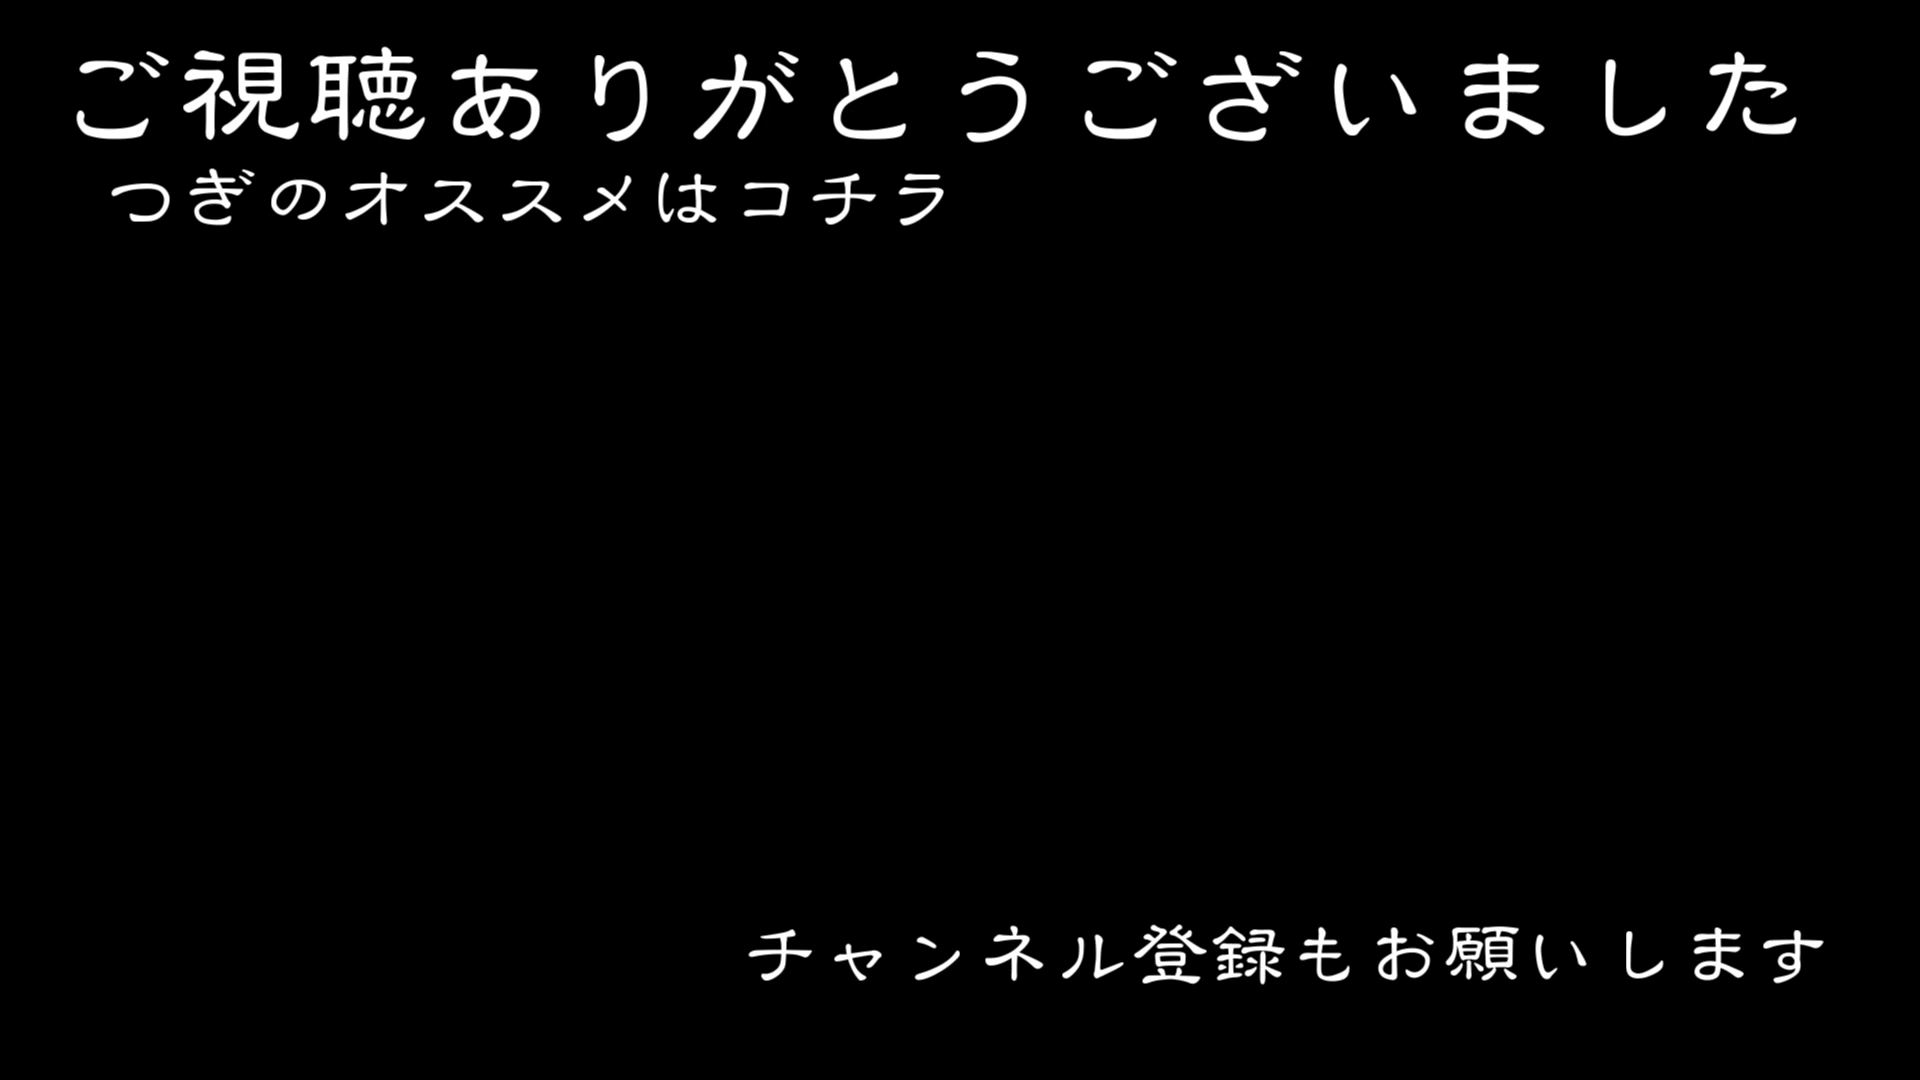 ご視聴ありがとうございました
つぎのオススメはコチラ
チャンネル登録もお願いします